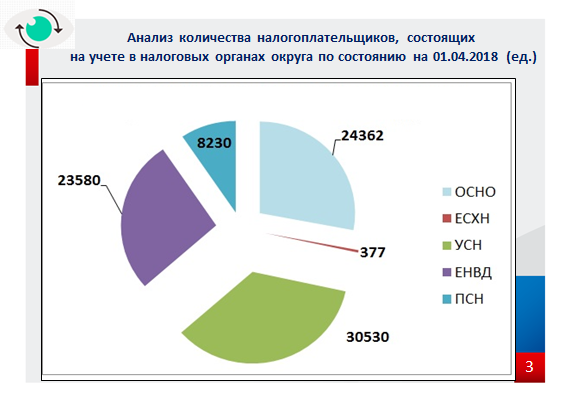 Анализ количества налогоплательщиков, состоящих
на учете в налоговых органах округа по состоянию на 01.04.2018 (ед.)
8230
24362
23580
377
30530
ОСНО
ЕСХН
УСН
ЕНВД
ПСН
3